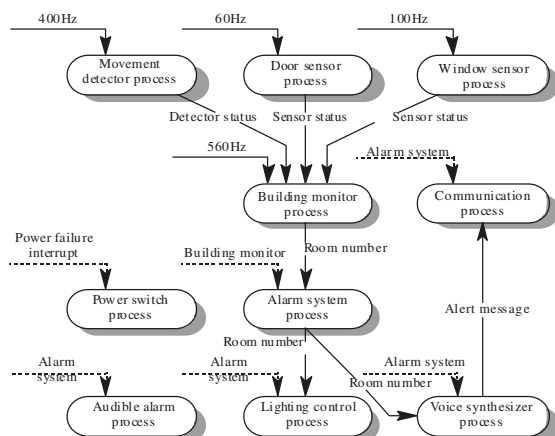 400Hz
60Hz
100Hz
Movement
detector process
Door sensor
process
Window sensor
process
Detector status
Sensor status
Sensor status
560Hz
Alarm system
Building monitor
process
Communication
process
Power failure
interrupt
Building monitor
Room number
Power switch
process
Alarm system
process
Alert message
Room number
Alarm
system
Alarm
system
Alarm system
Room number
Audible alarm
process
Lighting control
process
Voice synthesizer
process